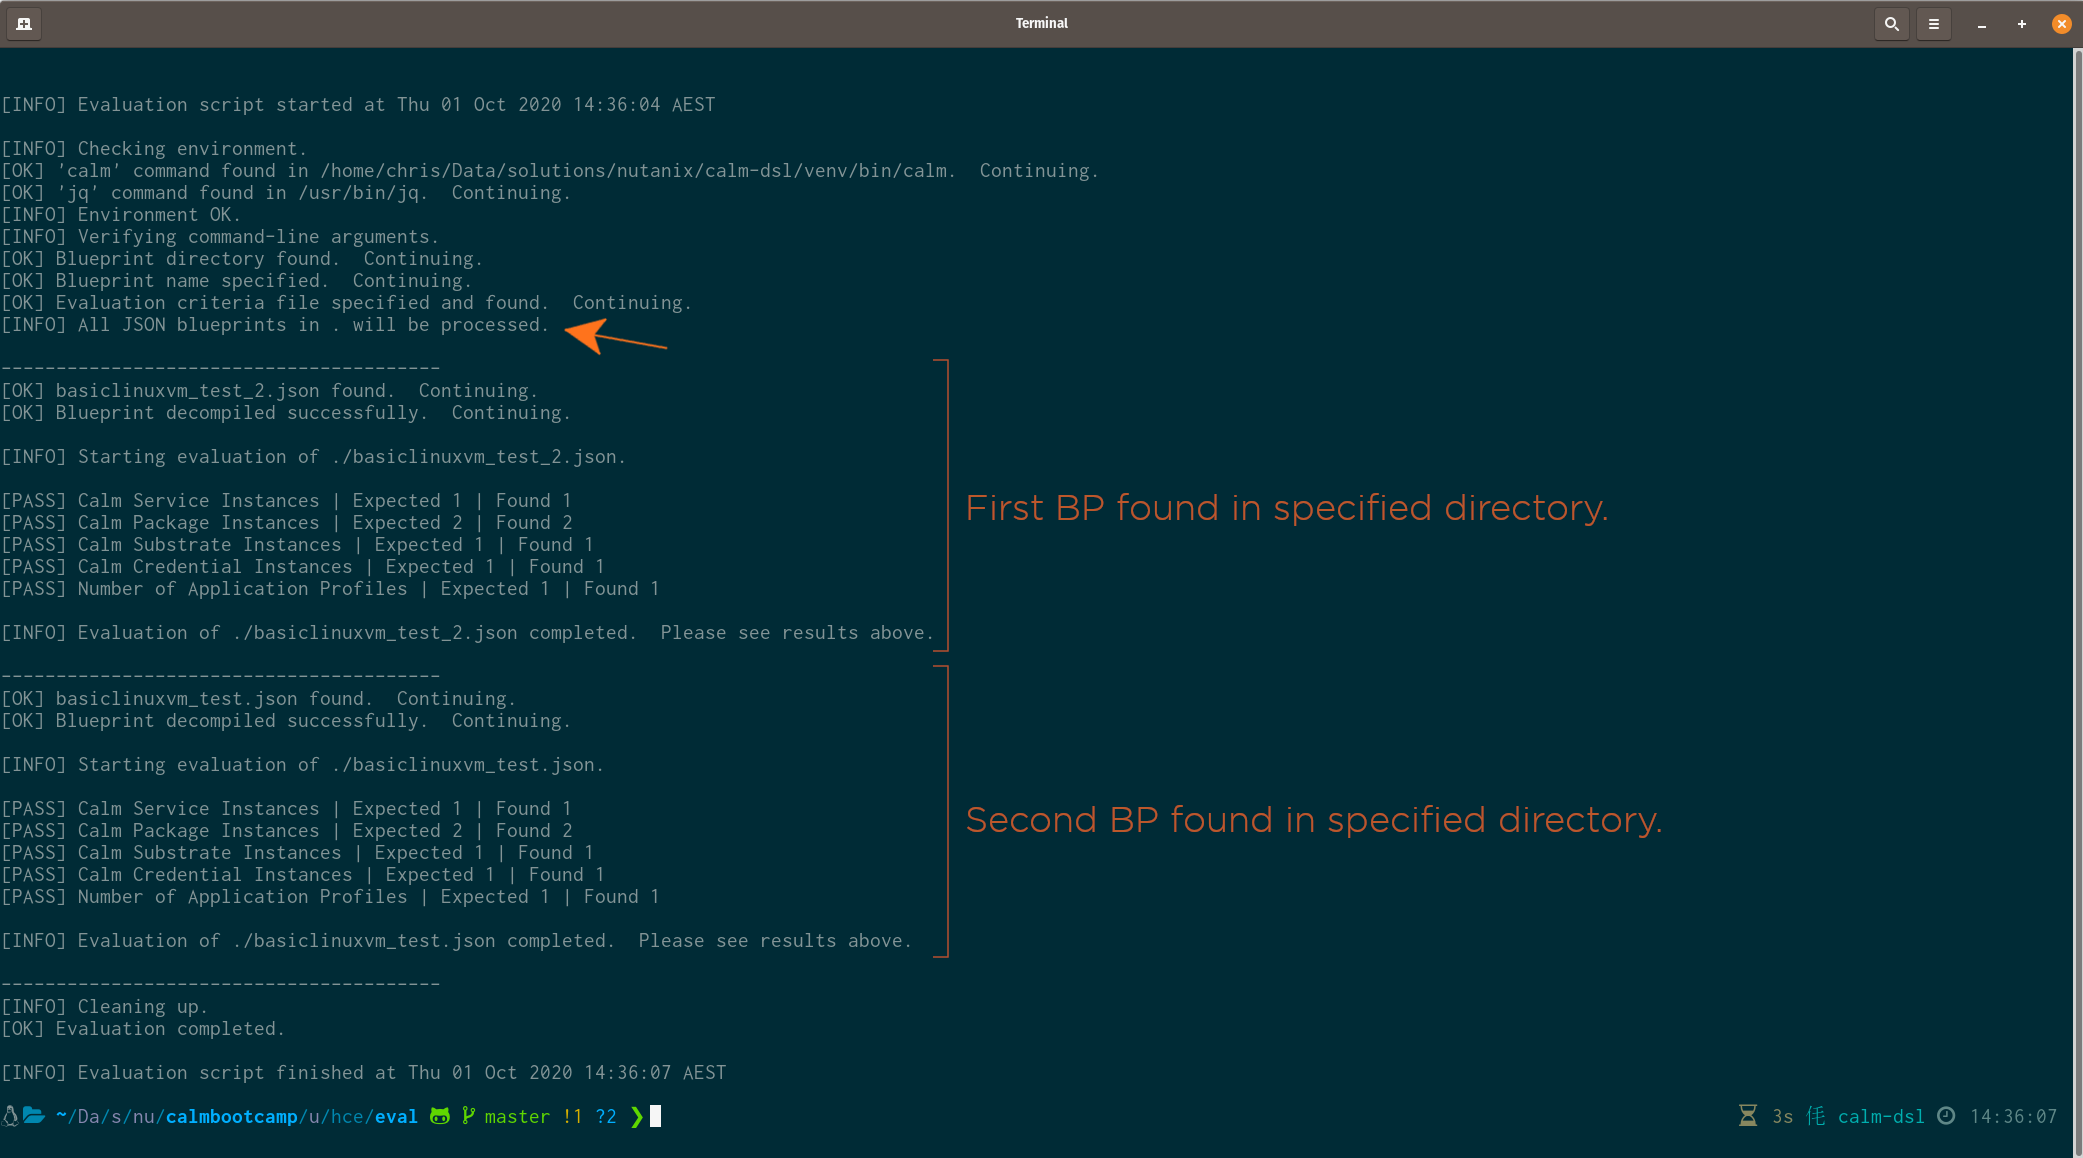 Terminal
[INFO] Evaluation script started at Thu 01 Oct 2020 14:36:04 AEST
[INFO] Checking environment.
[OK] 'calm' command found in /home/chris/Data/solutions/nutanix/calm-dsl/venv/bin/calm.  Continuing.
[OK] 'jq' command found in /usr/bin/jq.  Continuing.
[INFO] Environment OK.
[INFO] Verifying command-line arguments.
[OK] Blueprint directory found.  Continuing.
[OK] Blueprint name specified.  Continuing.
[OK] Evaluation criteria file specified and found.  Continuing.
[INFO] All JSON blueprints in . will be processed.
----------------------------------------
[OK] basiclinuxvm_test_2.json found.  Continuing.
[OK] Blueprint decompiled successfully.  Continuing.
[INFO] Starting evaluation of ./basiclinuxvm_test_2.json.
[PASS] Calm Service Instances | Expected 1 | Found 1
[PASS] Calm Package Instances | Expected 2 | Found 2
[PASS] Calm Substrate Instances | Expected 1 | Found 1
[PASS] Calm Credential Instances | Expected 1 | Found 1
[PASS] Number of Application Profiles | Expected 1 | Found 1
First BP found in specified directory.
[INFO] Evaluation of ./basiclinuxvm_test_2.json completed.  Please see results above.
----------------------------------------
[OK] basiclinuxvm_test.json found.  Continuing.
[OK] Blueprint decompiled successfully.  Continuing.
[INFO] Starting evaluation of ./basiclinuxvm_test.json.
[PASS] Calm Service Instances | Expected 1 | Found 1
[PASS] Calm Package Instances | Expected 2 | Found 2
[PASS] Calm Substrate Instances | Expected 1 | Found 1
[PASS] Calm Credential Instances | Expected 1 | Found 1
[PASS] Number of Application Profiles | Expected 1 | Found 1
Second BP found in specified directory.
[INFO] Evaluation of ./basiclinuxvm_test.json completed.  Please see results above.
----------------------------------------
[INFO] Cleaning up.
[OK] Evaluation completed.
[INFO] Evaluation script finished at Thu 01 Oct 2020 14:36:07 AEST
~/Da/s/nu/calmbootcamp/u/hce/eval master !1 ?2 ❯ 3s calm-dsl 14:36:07